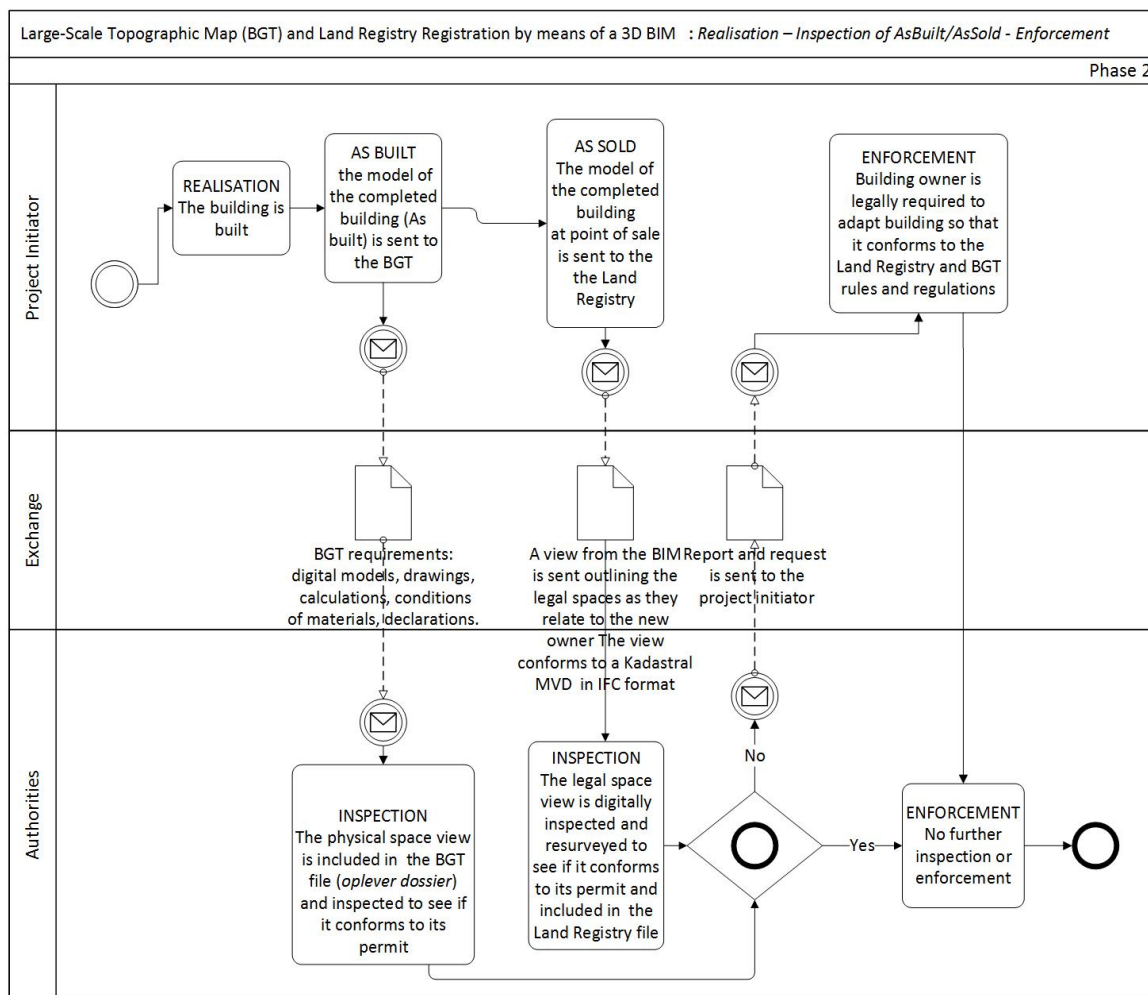 Large-Scale Topographic Map (BGT) and Land Registry Registration by means of a 3D BIM : Realisation – Inspection of AsBuilt/AsSold - Enforcement
Phase 2
Project Initiator
REALISATION
The building is
built
AS BUILT
the model of
the completed
building (As
built) is sent to
the BGT
AS SOLD
The model of
the completed
building
at point of sale
is sent to the
the Land
Registry
ENFORCEMENT
Building owner is
legally required to
adapt building so that
it conforms to the
Land Registry and BGT
rules and regulations
Exchange
BGT requirements:
digital models, drawings,
calculations, conditions
of materials, declarations.
A view from the BIM
is sent outlining the
legal spaces as they
relate to the new
owner The view
conforms to a Kadastral
MVD in IFC format
Report and request
is sent to the
project initiator
Authorities
INSPECTION
The physical space view
is included in the BGT
file (oplever dossier)
and inspected to see if
it conforms to its
permit
INSPECTION
The legal space
view is digitally
inspected and
resurveyed to
see if it conforms
to its permit and
included in the
Land Registry file
No
Yes
ENFORCEMENT
No further
inspection or
enforcement